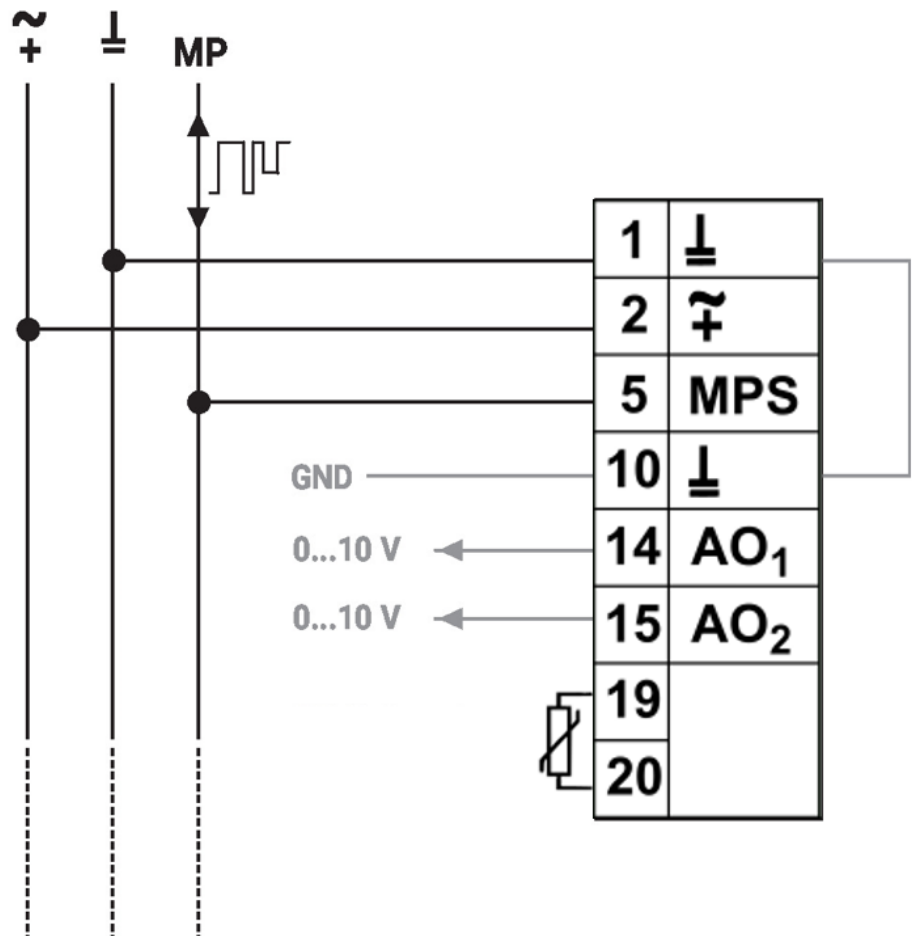 ~
+ ⊥ MP
1 ⊥
2 ~
+
5 MPS
GND 10 ⊥
0...10 V 14 AO₁
0...10 V 15 AO₂
19
20